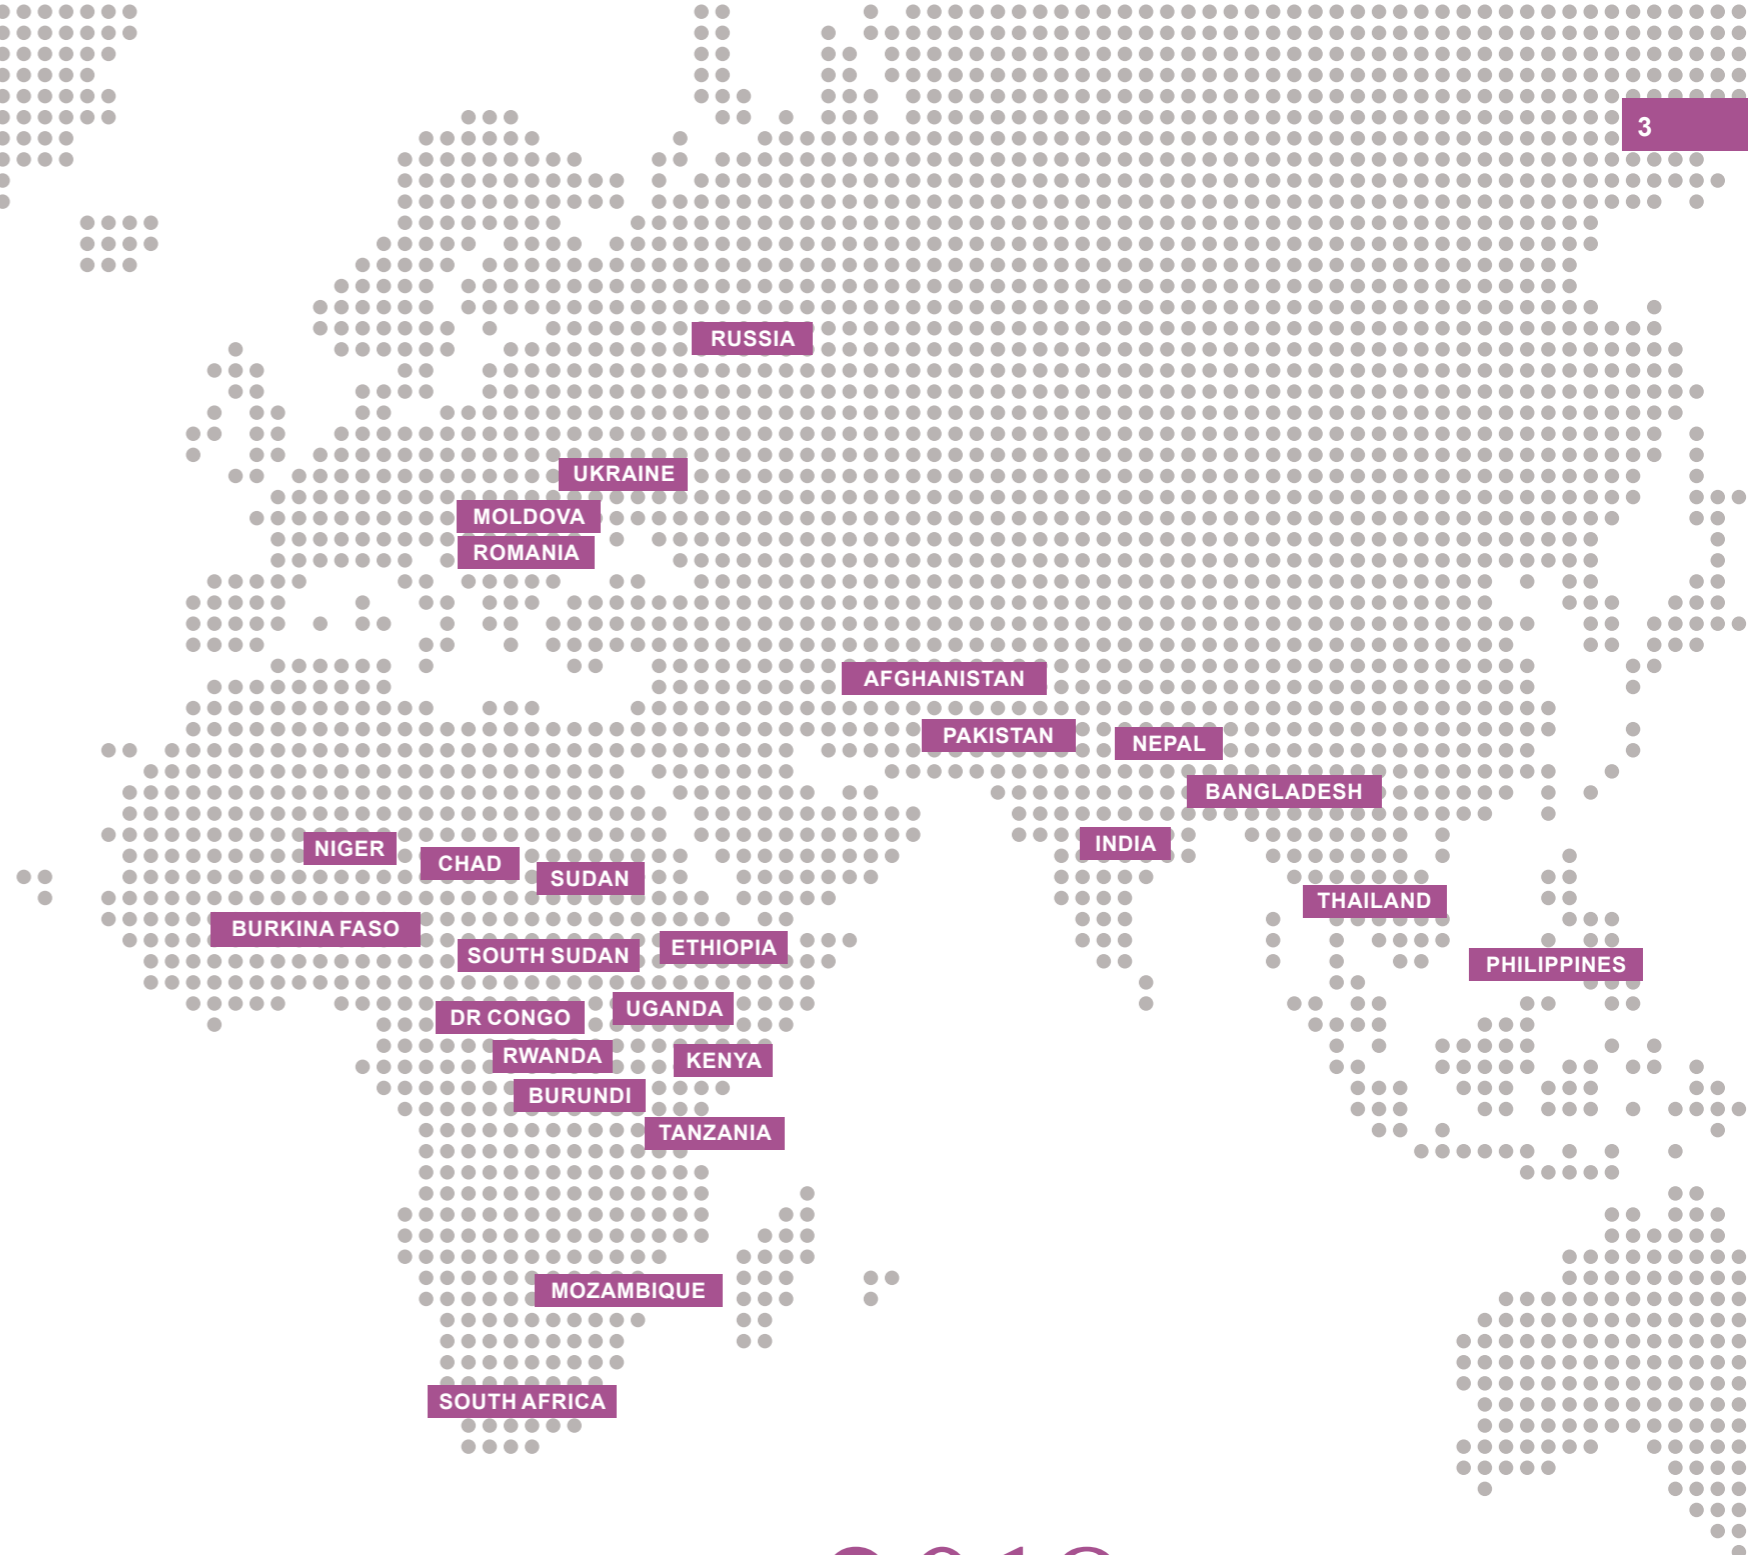 3
RUSSIA
UKRAINE
MOLDOVA
ROMANIA
AFGHANISTAN
PAKISTAN
NEPAL
BANGLADESH
INDIA
NIGER
CHAD
SUDAN
THAILAND
BURKINA FASO
SOUTH SUDAN
ETHIOPIA
PHILIPPINES
DR CONGO
UGANDA
RWANDA
KENYA
BURUNDI
TANZANIA
MOZAMBIQUE
SOUTH AFRICA